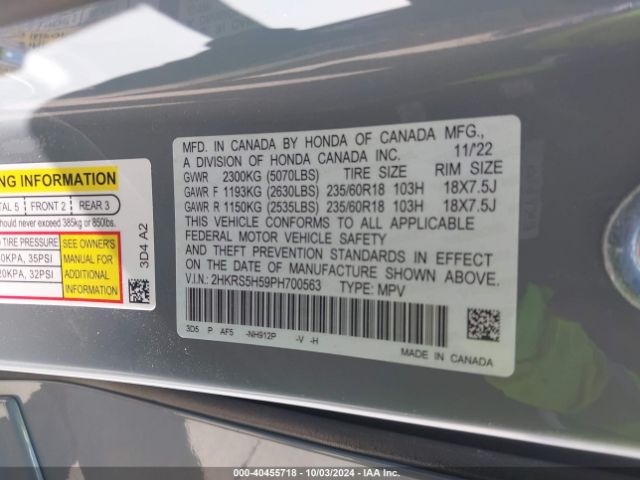 MFD. IN CANADA BY HONDA OF CANADA MFG.,
A DIVISION OF HONDA CANADA INC. 11/'22
GVWR 2300KG (5070LBS) TIRE SIZE RIM SIZE
GAWR F 1193KG (2630LBS) 235/60R18 103H 18X7.5J
GAWR R 1150KG (2535LBS) 235/60R18 103H 18X7.5J
THIS VEHICLE CONFORMS TO ALL APPLICABLE
FEDERAL MOTOR VEHICLE SAFETY
AND THEFT PREVENTION STANDARDS IN EFFECT
ON THE DATE OF MANUFACTURE SHOWN ABOVE.
V.I.N.: 2HKRS5H59PH700563 TYPE: MPV
3D5 P AF5 -NH912P -V -H
MADE IN CANADA
NG INFORMATION
TAL 5 FRONT 2 REAR 3
should never exceed 385kg or 850lbs.
TIRE PRESSURE
0KPA, 35PSI
20KPA, 32PSI
SEE OWNER'S
MANUAL FOR
ADDITIONAL
INFORMATION
3D4 A2
000-40455718 - 10/03/2024 - IAAI.com